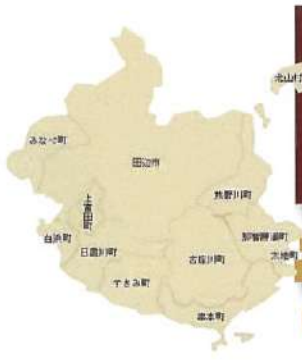 北山村
みなべ町
田辺市
上富田町
熊野川町
白浜町
那智勝浦町
日置川町
古座川町
太地町
すさみ町
串本町